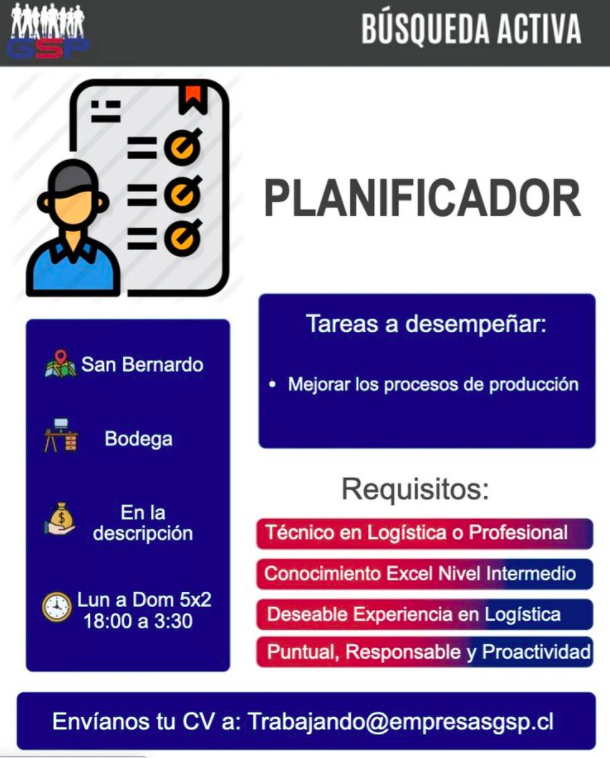 GSP
BÚSQUEDA ACTIVA
PLANIFICADOR
San Bernardo
Bodega
En la
descripción
Lun a Dom 5x2
18:00 a 3:30
Tareas a desempeñar:
• Mejorar los procesos de producción
Requisitos:
Técnico en Logística o Profesional
Conocimiento Excel Nivel Intermedio
Deseable Experiencia en Logística
Puntual, Responsable y Proactividad
Envíanos tu CV a: Trabajando@empresasgsp.cl